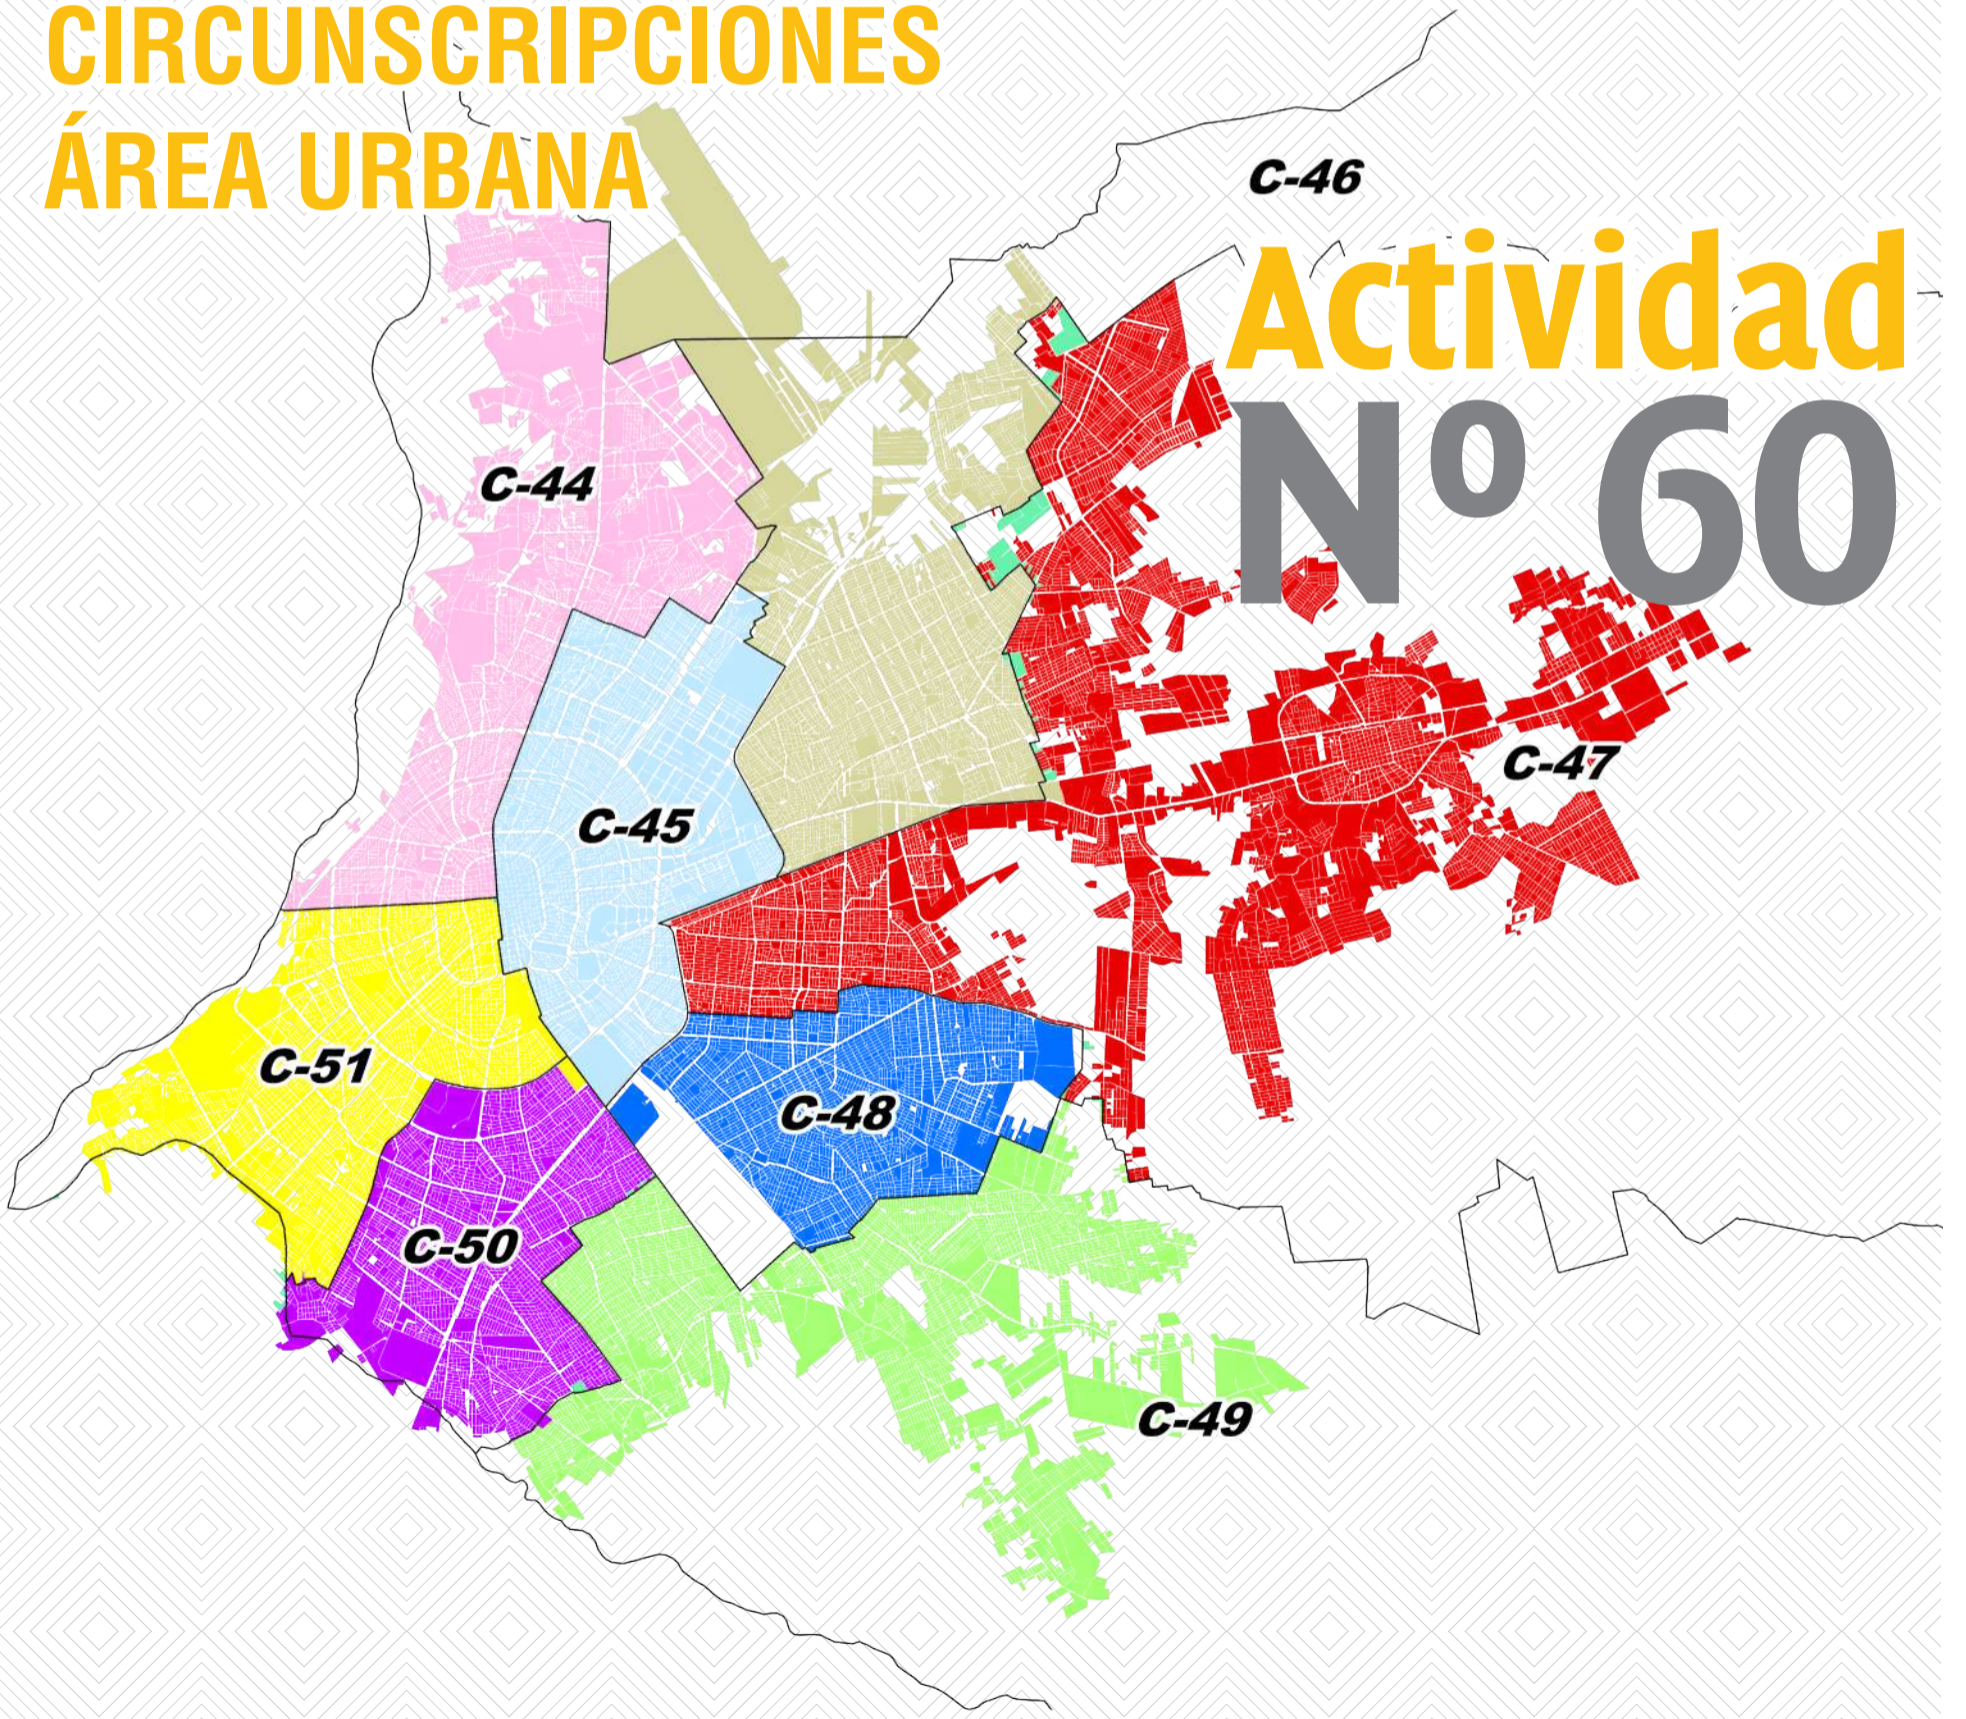 CIRCUNSCRIPCIONES
ÁREA URBANA
C-46
Actividad
Nº 60
C-44
C-47
C-45
C-51
C-48
C-50
C-49